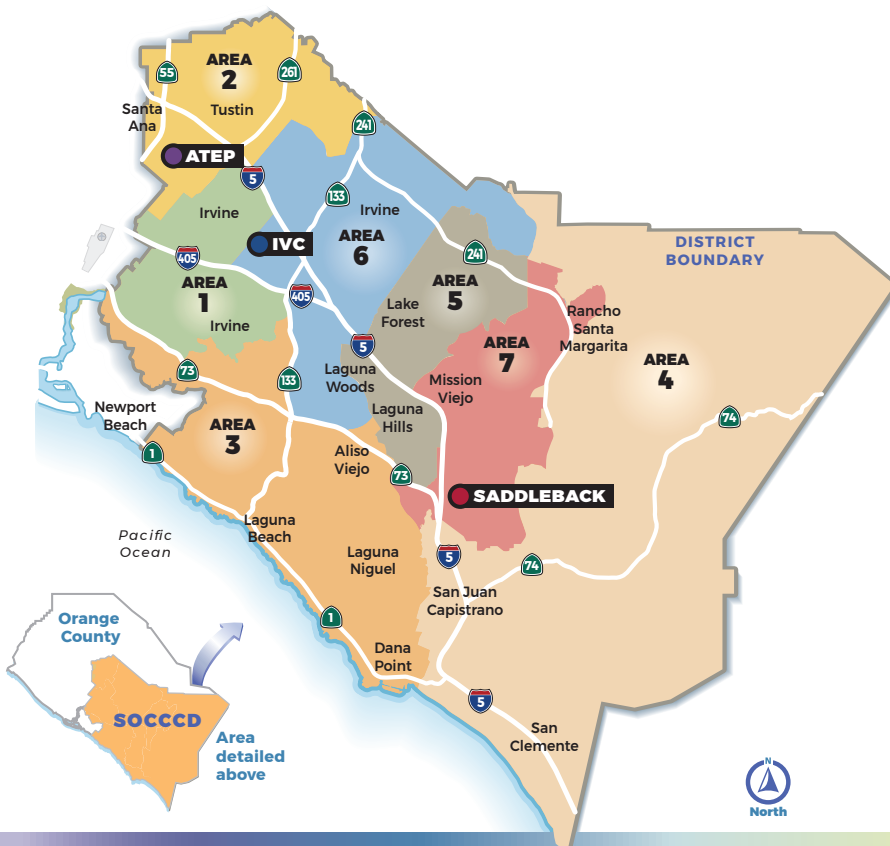 AREA
2
55
261
Santa
Ana
Tustin
241
ATEP
5
133
Irvine
Irvine
IVC
AREA
6
DISTRICT
BOUNDARY
405
241
AREA
1
405
AREA
5
Lake
Forest
Irvine
Rancho
Santa
Margarita
5
AREA
7
AREA
4
73
133
Laguna
Woods
Mission
Viejo
Newport
Beach
Laguna
Hills
74
AREA
3
1
Aliso
Viejo
73
SADDLEBACK
Laguna
Beach
Pacific
Ocean
Laguna
Niguel
5
74
San Juan
Capistrano
1
Dana
Point
5
San
Clemente
Orange
County
SOCCCD
Area
detailed
above
N
North